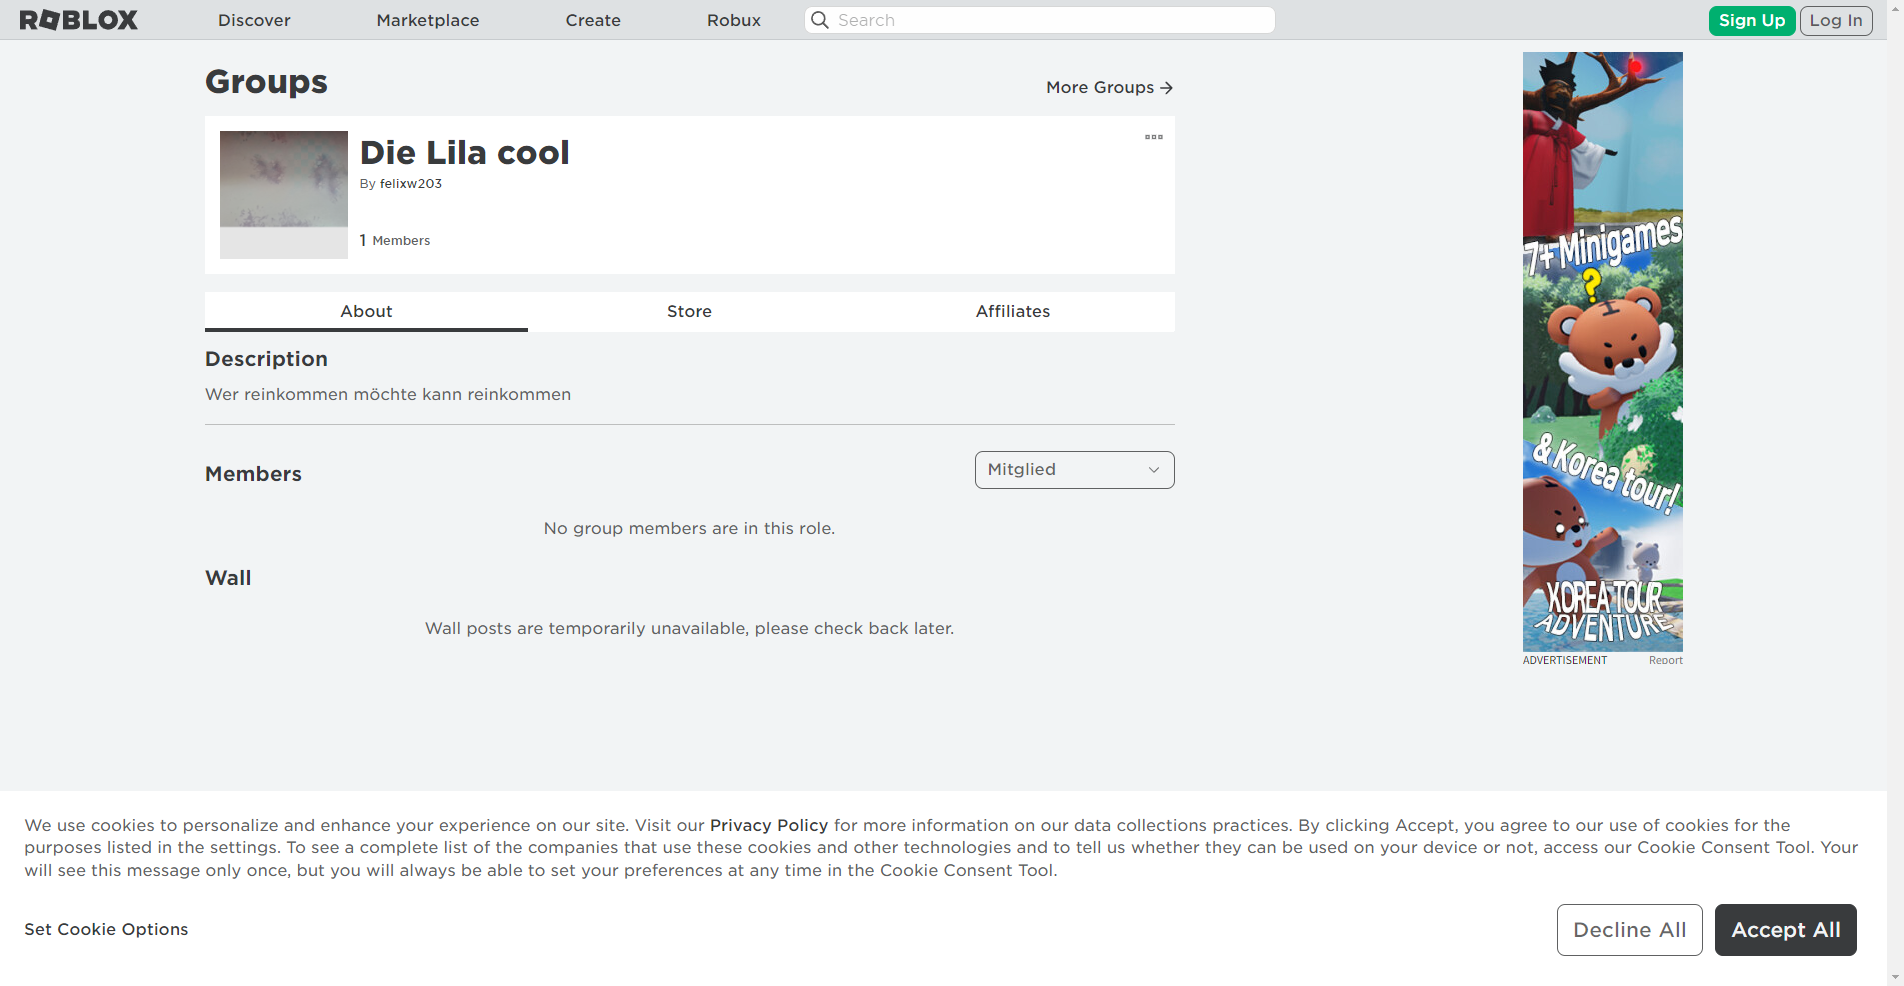 ROBLOX
Discover
Marketplace
Create
Robux
Search
Sign Up
Log In
Groups
More Groups
Die Lila cool
By felixw203
1 Members
About
Store
Affiliates
Description
Wer reinkommen möchte kann reinkommen
Members
Mitglied
No group members are in this role.
Wall
Wall posts are temporarily unavailable, please check back later.
7+ Minigames
?
& Korea tour!
KOREA TOUR
ADVENTURE
ADVERTISEMENT
Report
We use cookies to personalize and enhance your experience on our site. Visit our Privacy Policy for more information on our data collections practices. By clicking Accept, you agree to our use of cookies for the
purposes listed in the settings. To see a complete list of the companies that use these cookies and other technologies and to tell us whether they can be used on your device or not, access our Cookie Consent Tool. Your
will see this message only once, but you will always be able to set your preferences at any time in the Cookie Consent Tool.
Set Cookie Options
Decline All
Accept All